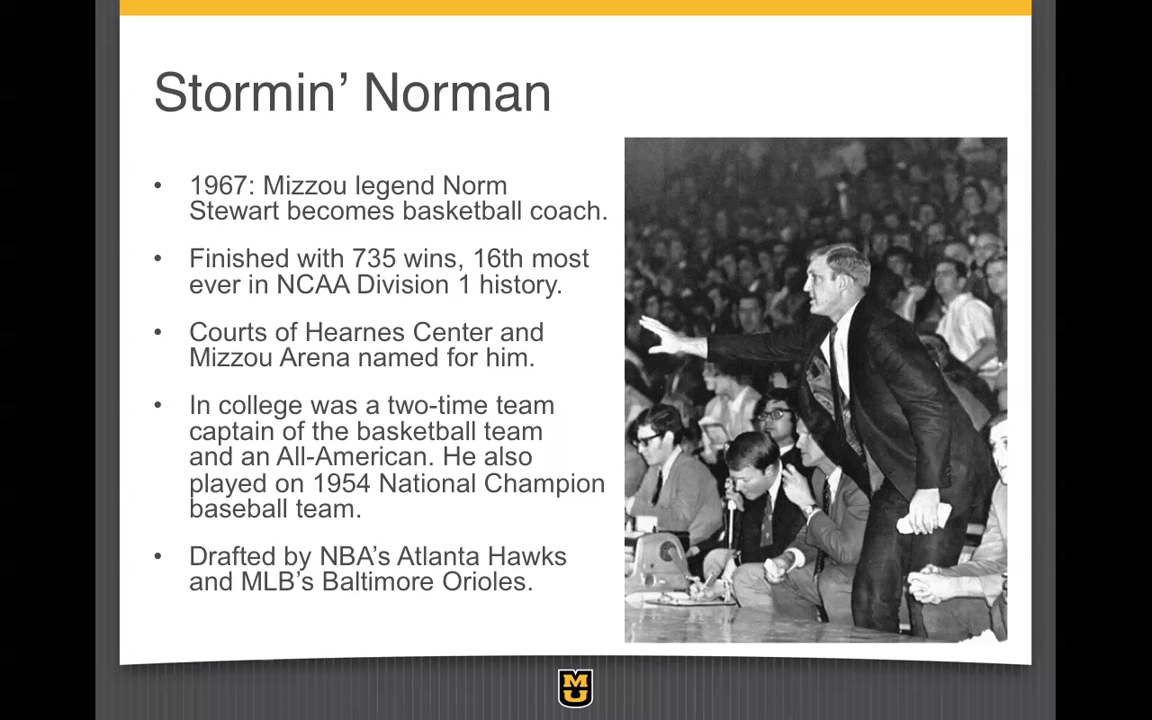 Stormin’ Norman
• 1967: Mizzou legend Norm
Stewart becomes basketball coach.
• Finished with 735 wins, 16th most
ever in NCAA Division 1 history.
• Courts of Hearnes Center and
Mizzou Arena named for him.
• In college was a two-time team
captain of the basketball team
and an All-American. He also
played on 1954 National Champion
baseball team.
• Drafted by NBA’s Atlanta Hawks
and MLB’s Baltimore Orioles.
MU